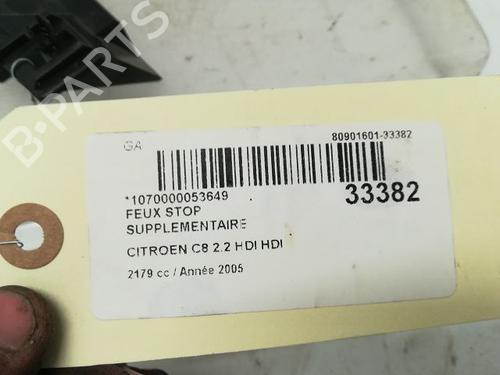 GA
80901601-33382
*1070000053649
33382
FEUX STOP
SUPPLEMENTAIRE
CITROEN C8 2.2 HDI HDI
2179 cc / Année 2005
B-PARTS